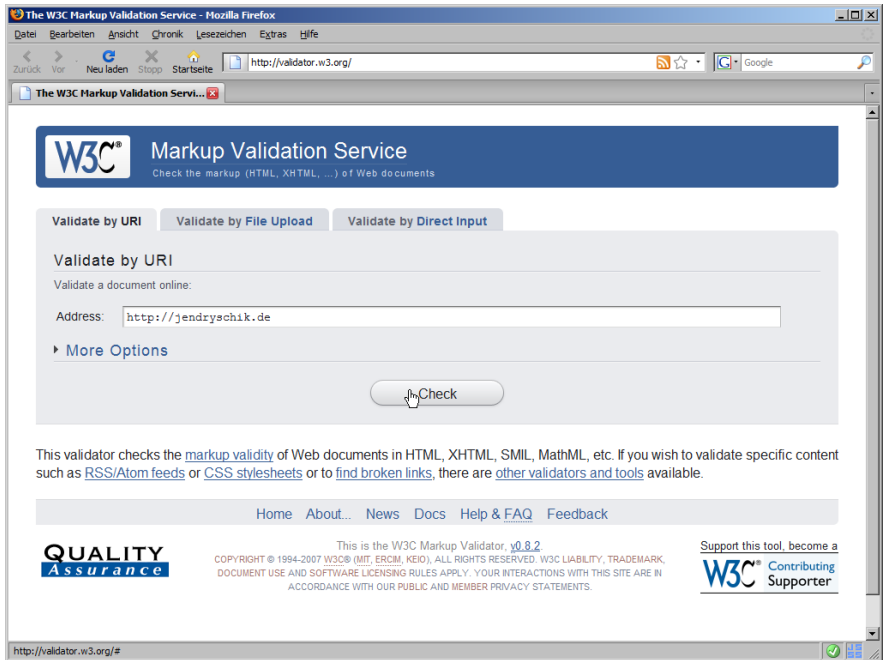 The W3C Markup Validation Service - Mozilla Firefox
Datei Bearbeiten Ansicht Chronik Lesezeichen Extras Hilfe
Zurück Vor Neu laden Stopp Startseite http://validator.w3.org/ G Google
The W3C Markup Validation Servi...
W3C® Markup Validation Service
Check the markup (HTML, XHTML, ...) of Web documents
Validate by URI Validate by File Upload Validate by Direct Input
Validate by URI
Validate a document online:
Address: http://jendryschik.de
More Options
Check
This validator checks the markup validity of Web documents in HTML, XHTML, SMIL, MathML, etc. If you wish to validate specific content
such as RSS/Atom feeds or CSS stylesheets or to find broken links, there are other validators and tools available.
Home About... News Docs Help & FAQ Feedback
QUALITY
Assurance
This is the W3C Markup Validator, v0.8.2.
COPYRIGHT © 1994-2007 W3C® (MIT, ERCIM, KEIO), ALL RIGHTS RESERVED. W3C LIABILITY, TRADEMARK,
DOCUMENT USE AND SOFTWARE LICENSING RULES APPLY. YOUR INTERACTIONS WITH THIS SITE ARE IN
ACCORDANCE WITH OUR PUBLIC AND MEMBER PRIVACY STATEMENTS.
Support this tool, become a
W3C® Contributing
Supporter
http://validator.w3.org/#